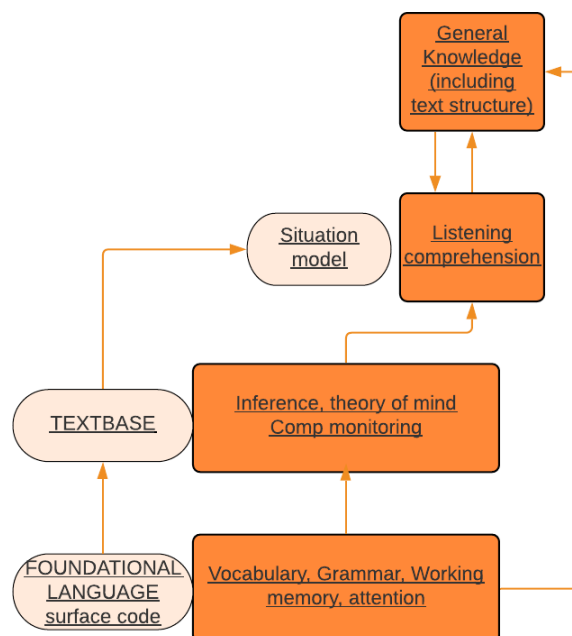 General
Knowledge
(including
text structure)
Situation
model
Listening
comprehension
TEXTBASE
Inference, theory of mind
Comp monitoring
FOUNDATIONAL
LANGUAGE
surface code
Vocabulary, Grammar, Working
memory, attention